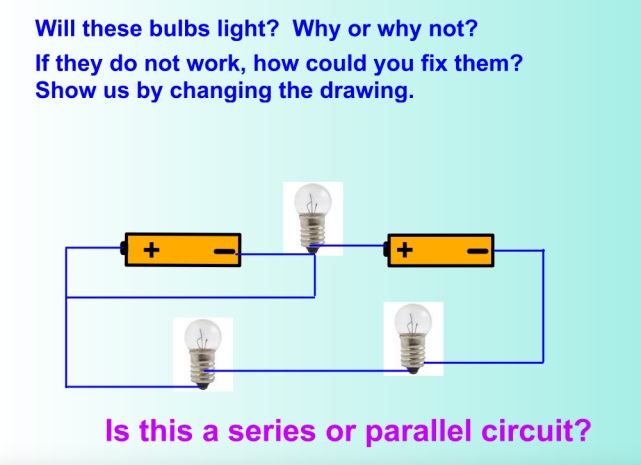 Will these bulbs light?  Why or why not?
If they do not work, how could you fix them?
Show us by changing the drawing.
+ − + −
Is this a series or parallel circuit?